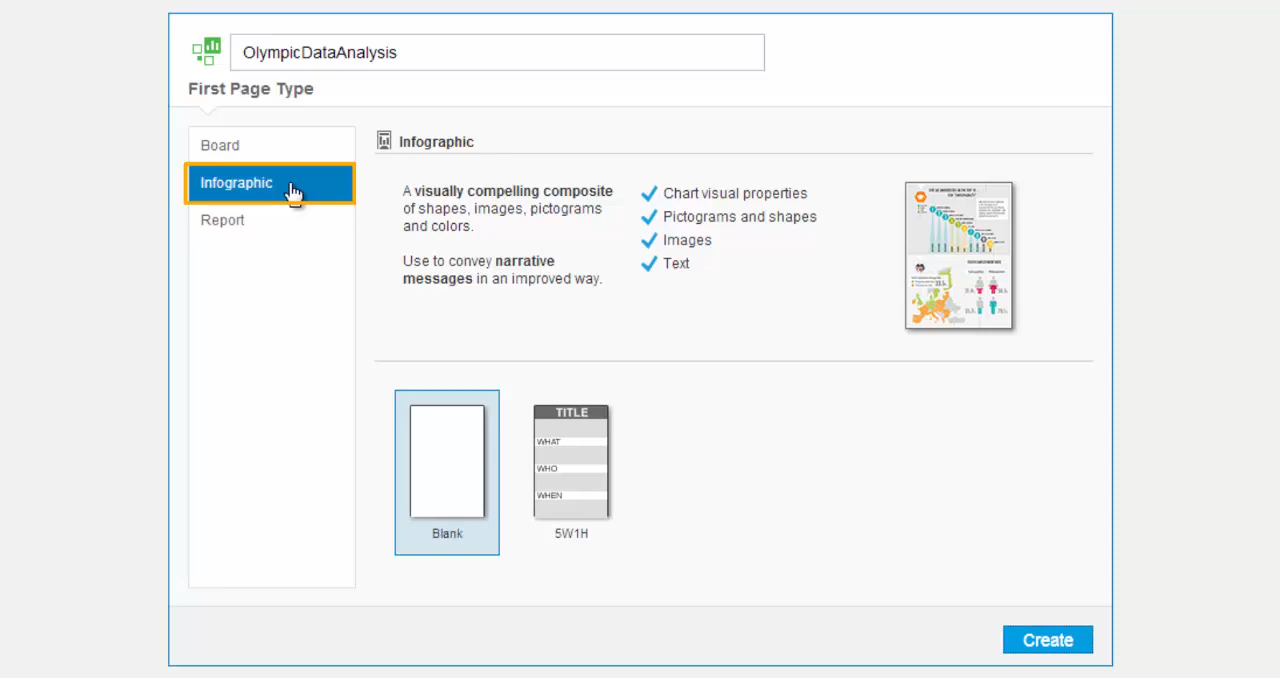 OlympicDataAnalysis
First Page Type
Board
Infographic
Report
Infographic
A visually compelling composite
of shapes, images, pictograms
and colors.
Use to convey narrative
messages in an improved way.
Chart visual properties
Pictograms and shapes
Images
Text
TITLE
WHAT
WHO
WHEN
Blank
5W1H
Create